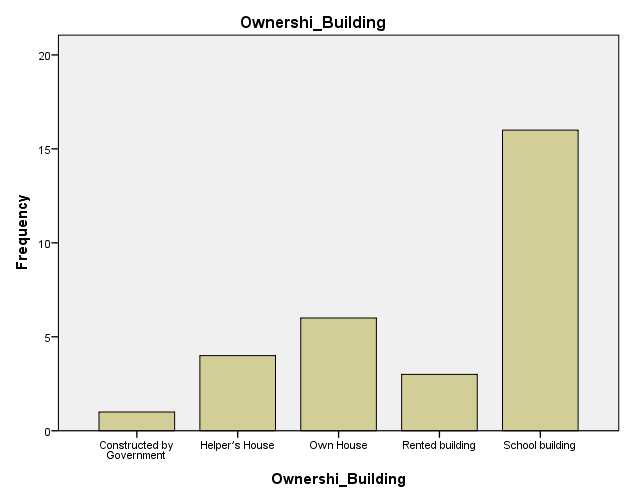 Ownershi_Building
20
15
10
5
0
Frequency
Constructed by
Government
Helper's House
Own House
Rented building
School building
Ownershi_Building